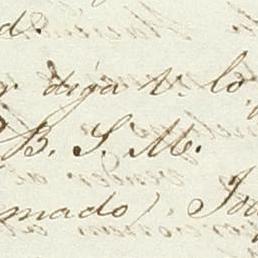 d.
diga V. lo
B. S. M.
mado) Jo